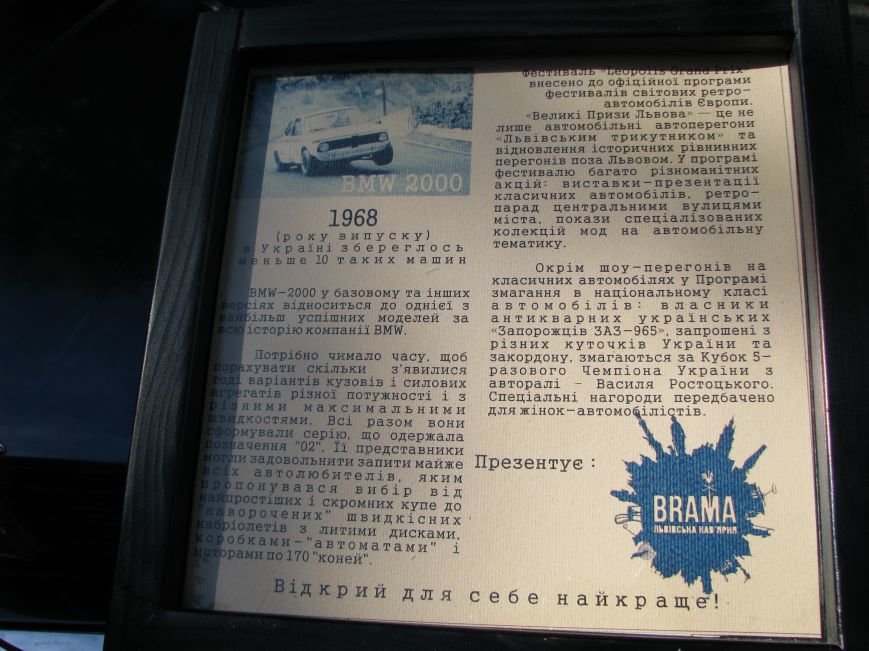 BMW 2000
1968
(року випуску)
в Україні збереглось
меньше 10 таких машин
BMW-2000 у базовому та інших
версіях відноситься до однієї з
найбільш успішних моделей за
всю історію компанії BMW.
Потрібно чимало часу, щоб
порахувати скільки з'явилися
тоді варіантів кузовів і силових
агрегатів різної потужності і з
різними максимальними
швидкостями. Всі разом вони
сформували серію, що одержала
позначення "02". Її представники
могли задовольнити запити майже
всіх автолюбителів, яким
пропонувався вибір від
найпростіших і скромних купе до
"наворочених" швидкісних
кабріолетів з литими дисками,
коробками-"автоматами" і
моторами по 170 "коней".
фестиваль "Leopolis Grand Prix"
внесено до офіційної програми
фестивалів світових ретро-
автомобілів Європи.
«Великі Призи Львова» — це не
лише автомобільні автоперегони
«Львівським трикутником» та
відновлення історичних рівнинних
перегонів поза Львовом. У програмі
фестивалю багато різноманітних
акцій: виставки-презентації
класичних автомобілів, ретро-
парад центральними вулицями
міста, покази спеціалізованих
колекцій мод на автомобільну
тематику.
Окрім шоу-перегонів на
класичних автомобілях у Програмі
змагання в національному класі
автомобілів: власники
антикварних українських
«Запорожців ЗАЗ-965», запрошені з
різних куточків України та
закордону, змагаються за Кубок 5-
разового Чемпіона України з
авторалі - Василя Ростоцького.
Спеціальні нагороди передбачено
для жінок-автомобілістів.
Презентує:
BRAMA
ЛЬВІВСЬКА КАВ'ЯРНЯ
Відкрий для себе найкраще!